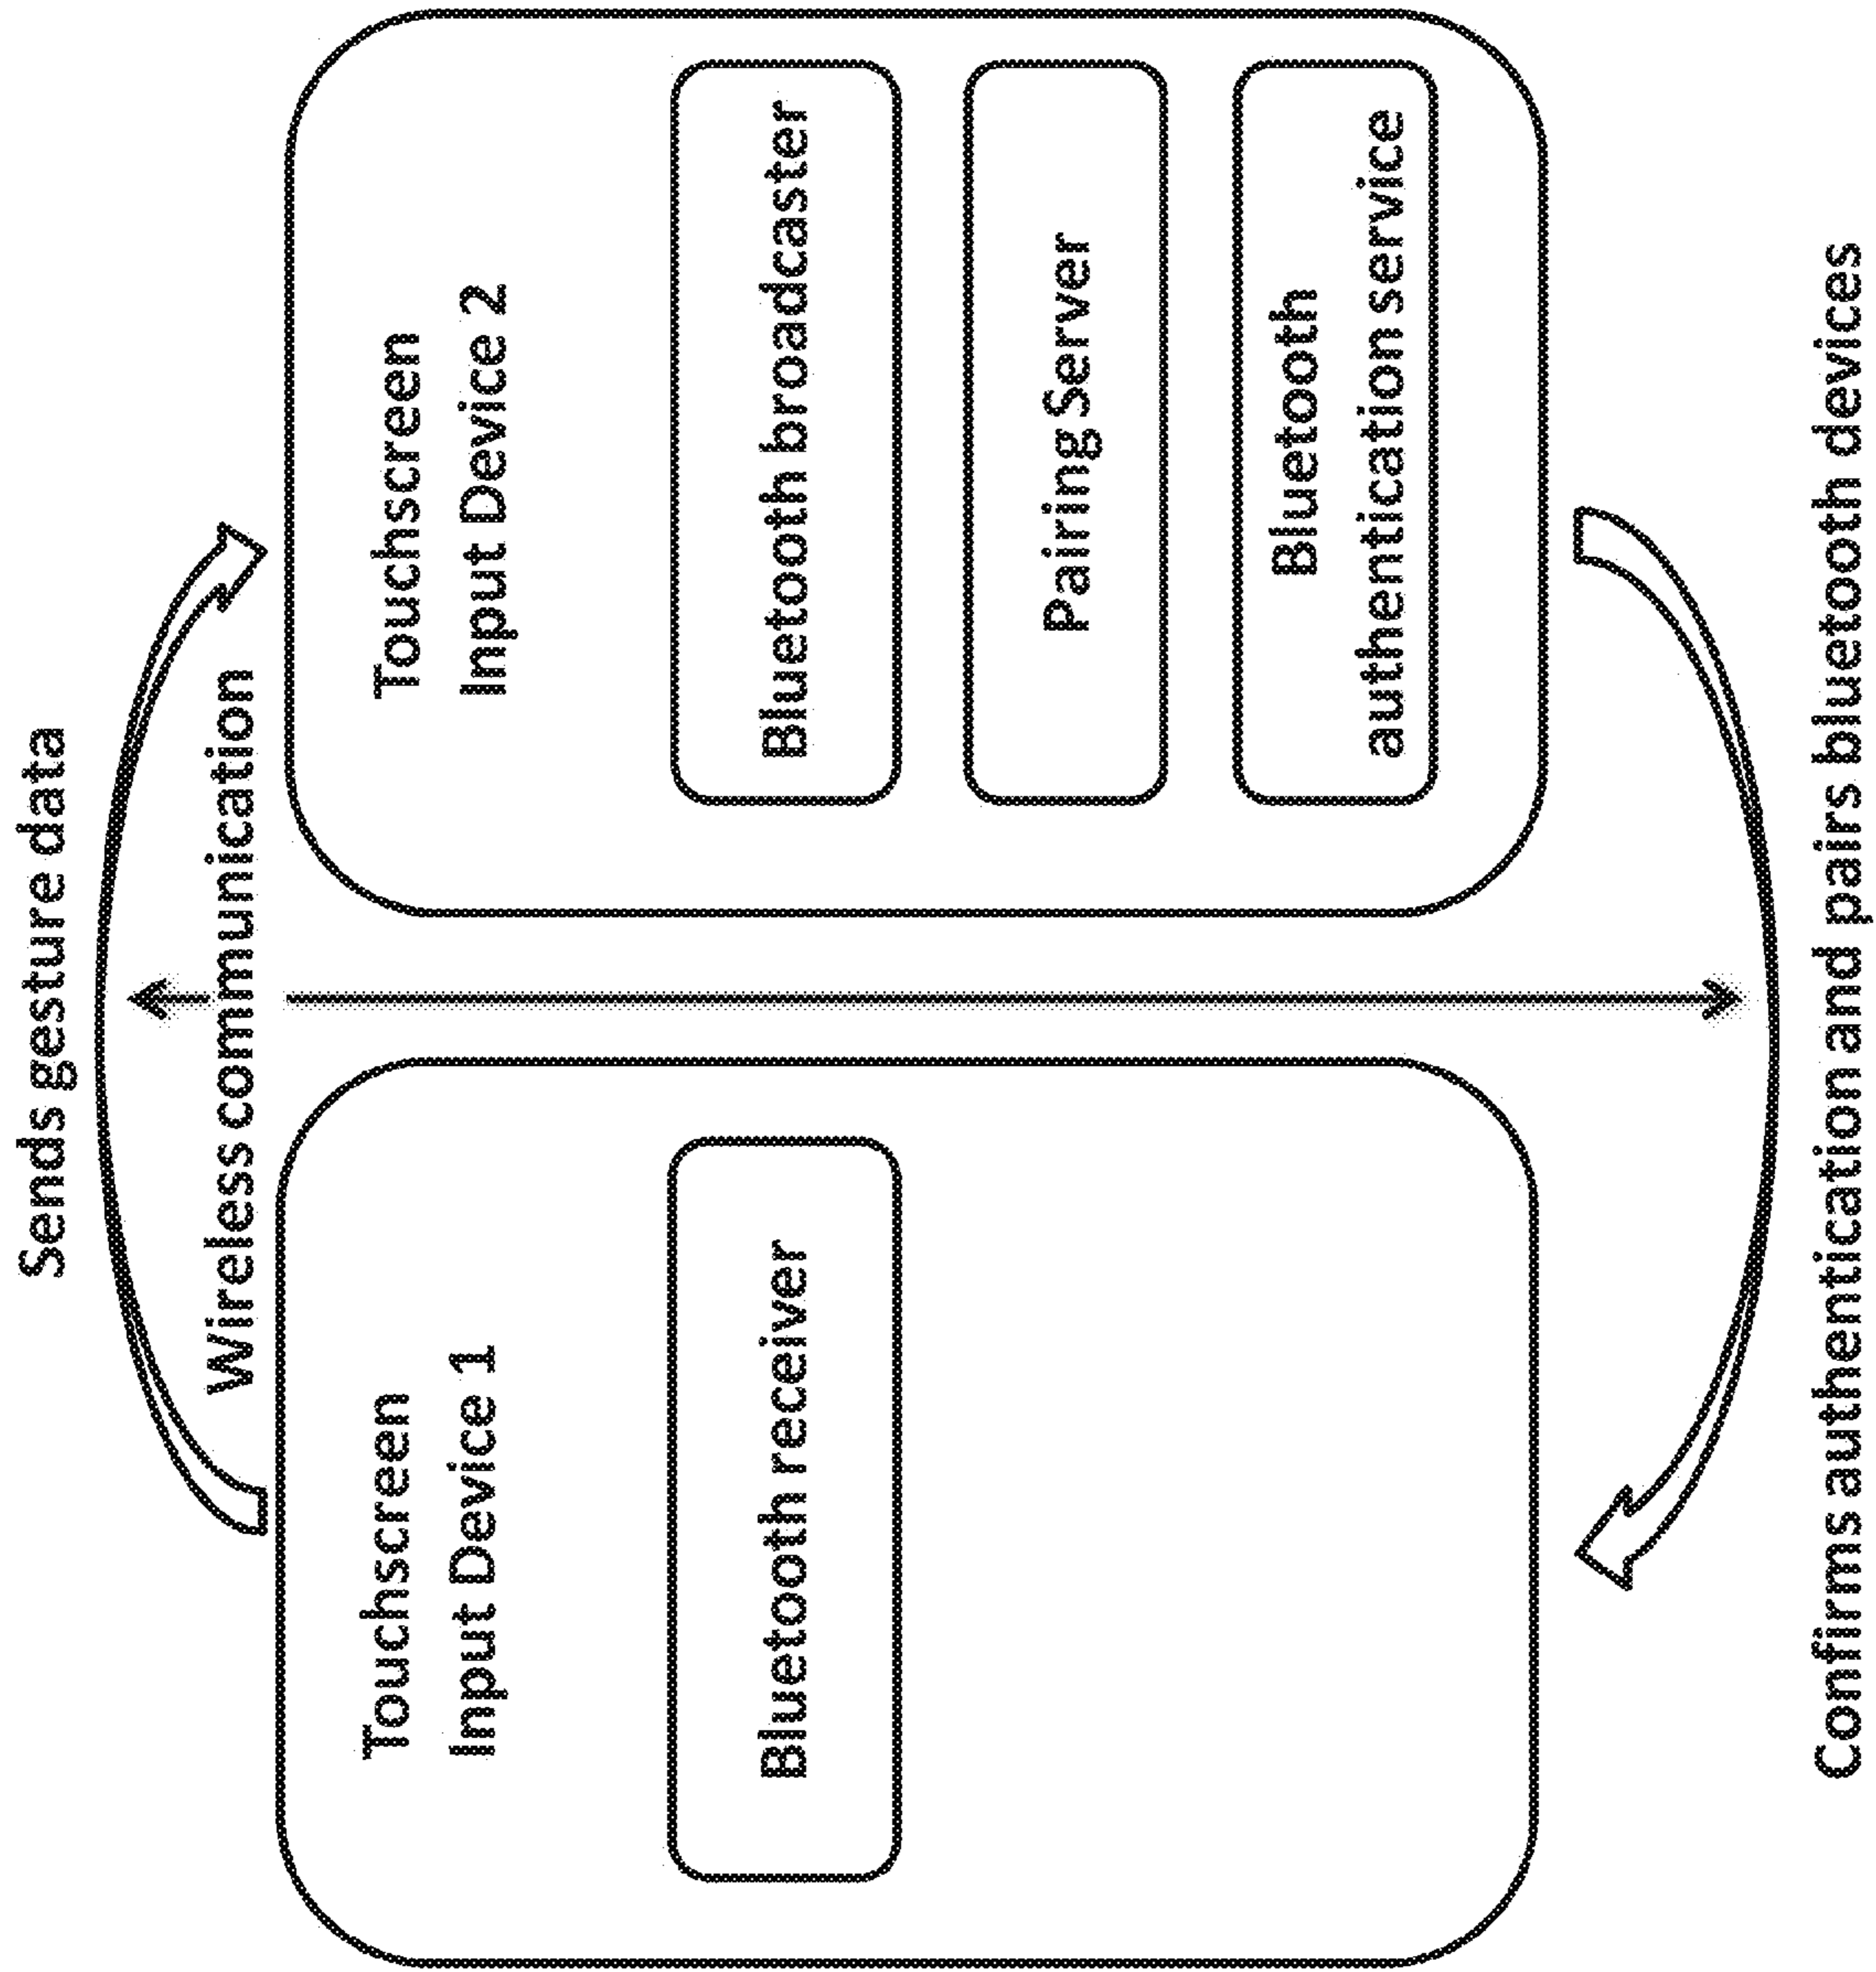 Sends gesture data
Wireless communication
Touchscreen
Input Device 1
Bluetooth receiver
Touchscreen
Input Device 2
Bluetooth broadcaster
Pairing Server
Bluetooth
authentication service
Confirms authentication and pairs bluetooth devices